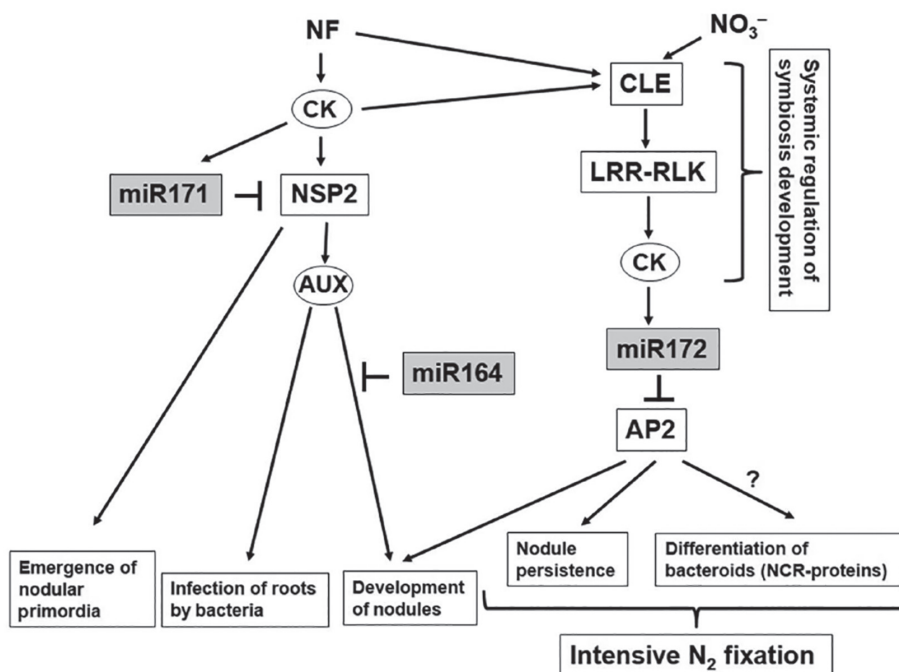 NF
NO₃⁻
CK
CLE
miR171
NSP2
LRR-RLK
AUX
CK
miR164
miR172
AP2
?
Systemic regulation of
symbiosis development
Emergence of
nodular
primordia
Infection of roots
by bacteria
Development
of nodules
Nodule
persistence
Differentiation of
bacteroids (NCR-proteins)
Intensive N₂ fixation